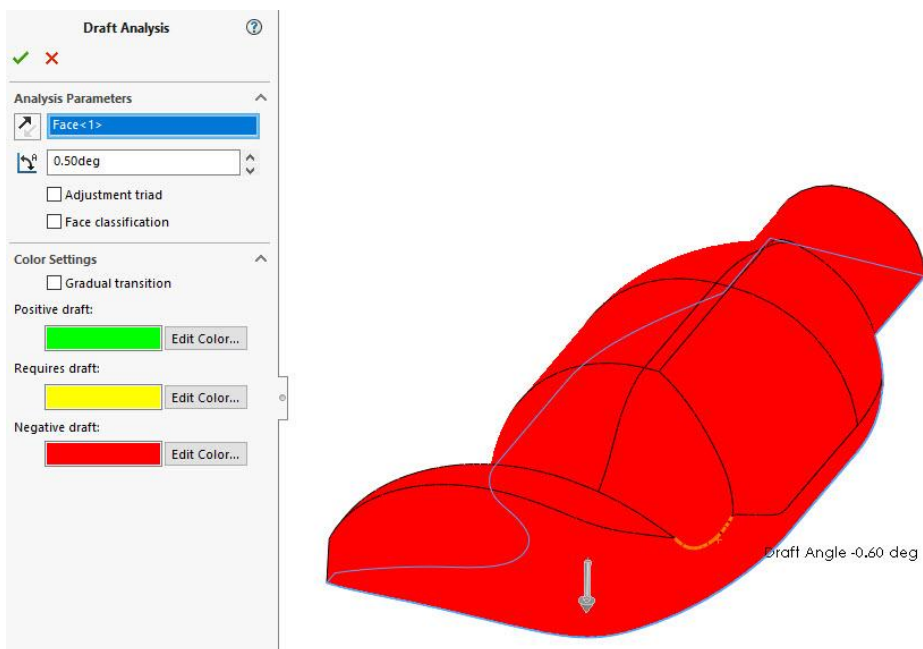 Draft Analysis
?
Analysis Parameters
Face<1>
0.50deg
Adjustment triad
Face classification
Color Settings
Gradual transition
Positive draft:
Edit Color...
Requires draft:
Edit Color...
Negative draft:
Edit Color...
Draft Angle -0.60 deg